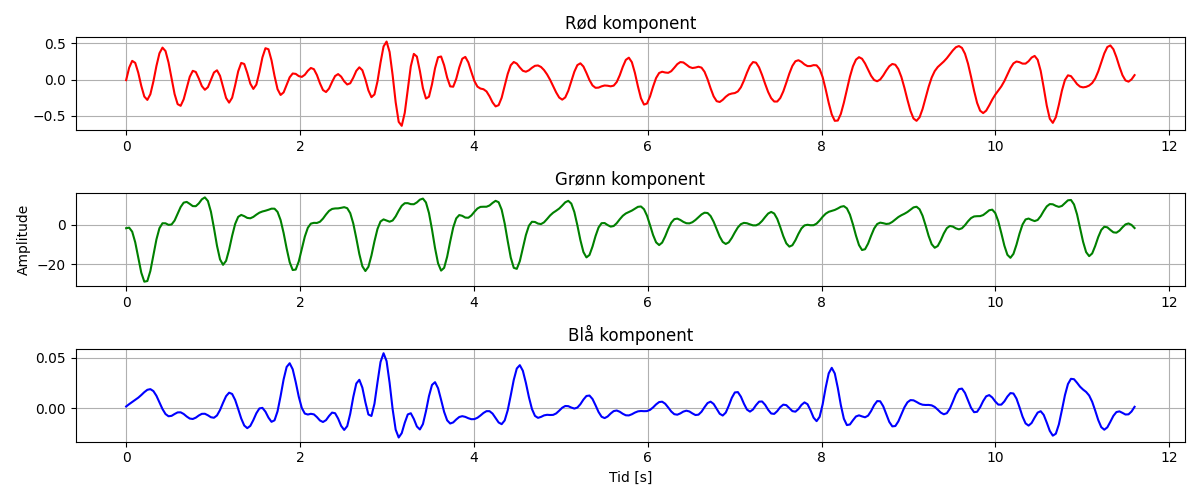 Rød komponent
0.5
0.0
−0.5
0 2 4 6 8 10 12
Grønn komponent
Amplitude
0
−20
0 2 4 6 8 10 12
Blå komponent
0.05
0.00
0 2 4 6 8 10 12
Tid [s]